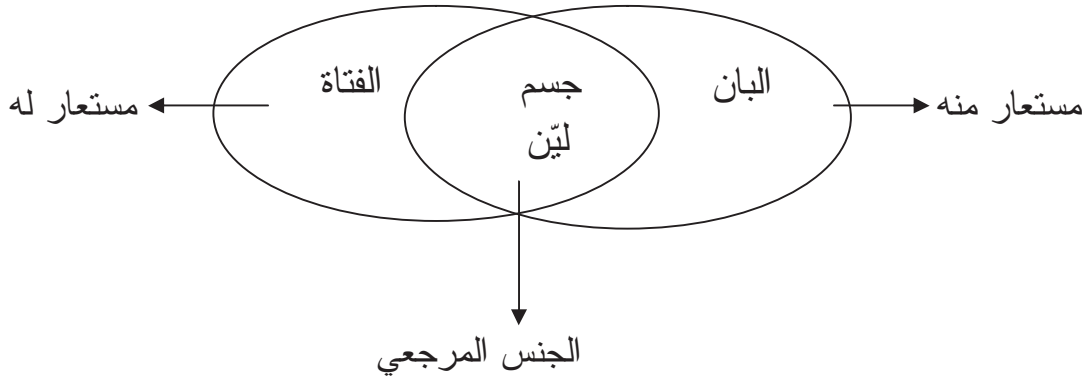 البان
جسم
ليّن
الفتاة
مستعار منه
مستعار له
الجنس المرجعي